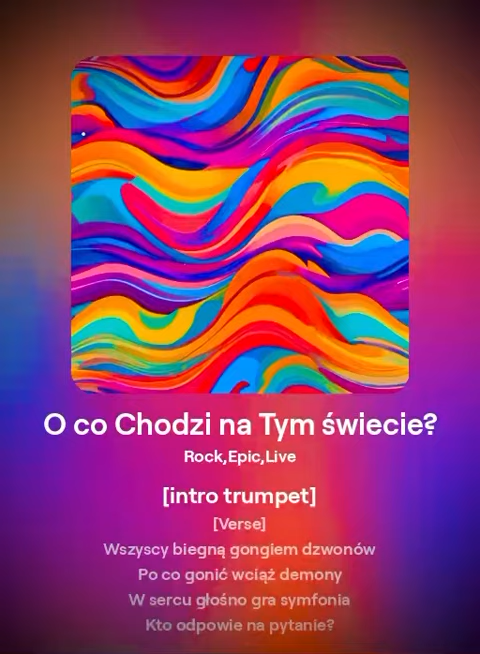 O co Chodzi na Tym świecie?
Rock,Epic,Live
[intro trumpet]
[Verse]
Wszyscy biegną gongiem dzwonów
Po co gonić wciąż demony
W sercu głośno gra symfonia
Kto odpowie na pytanie?